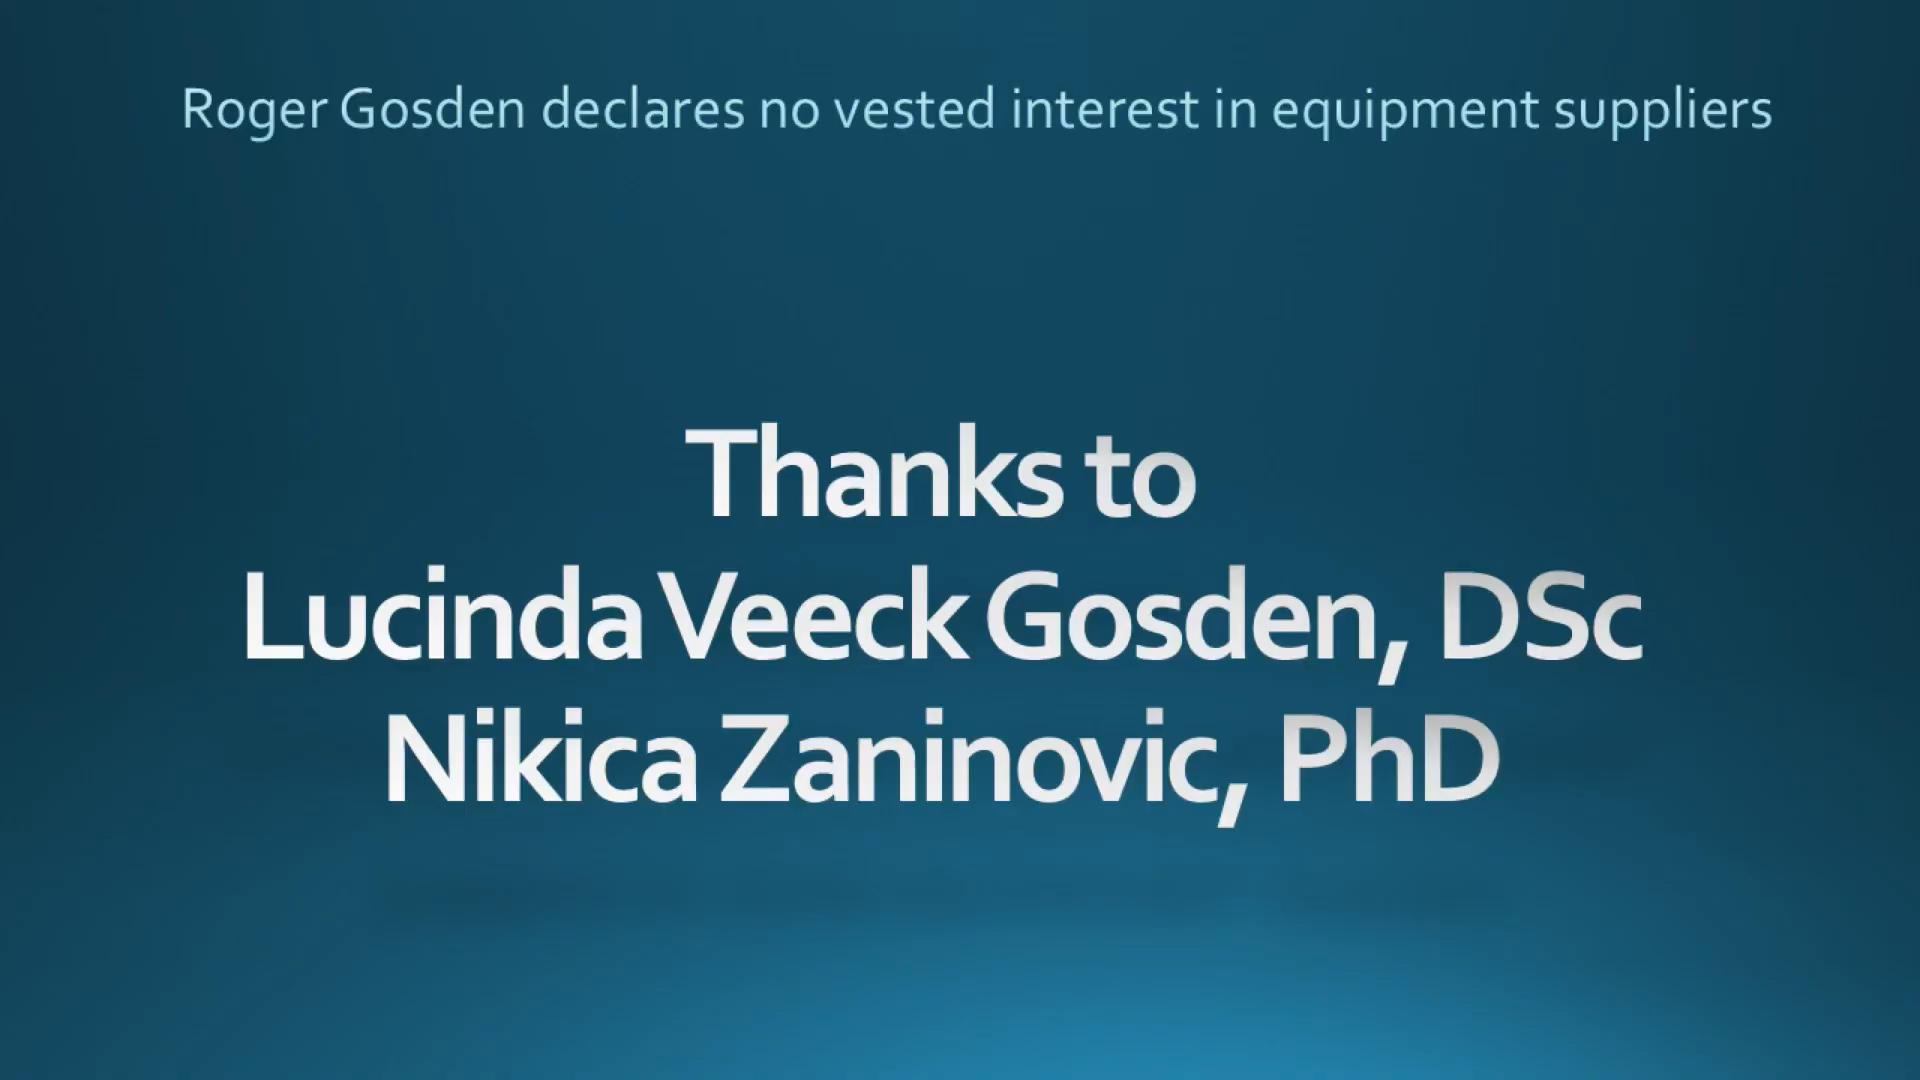 Roger Gosden declares no vested interest in equipment suppliers
Thanks to
Lucinda Veeck Gosden, DSc
Nikica Zaninovic, PhD